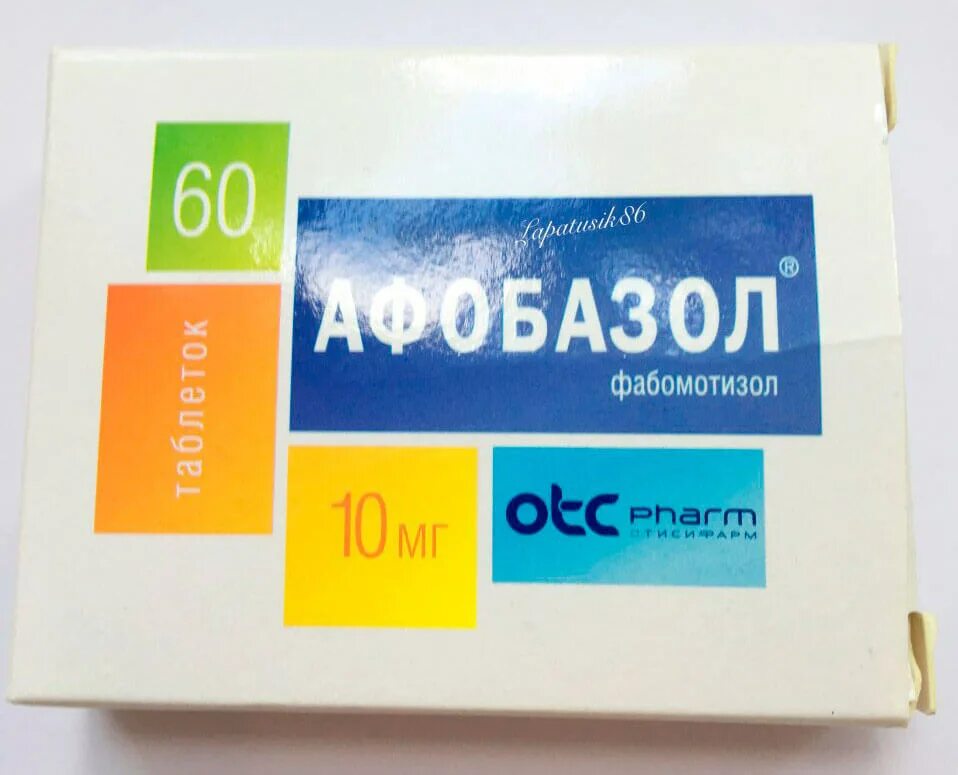 60
таблеток
Lapatusik86
АФОБАЗОЛ®
фабомотизол
10 мг
otc pharm
ОТИСИФАРМ